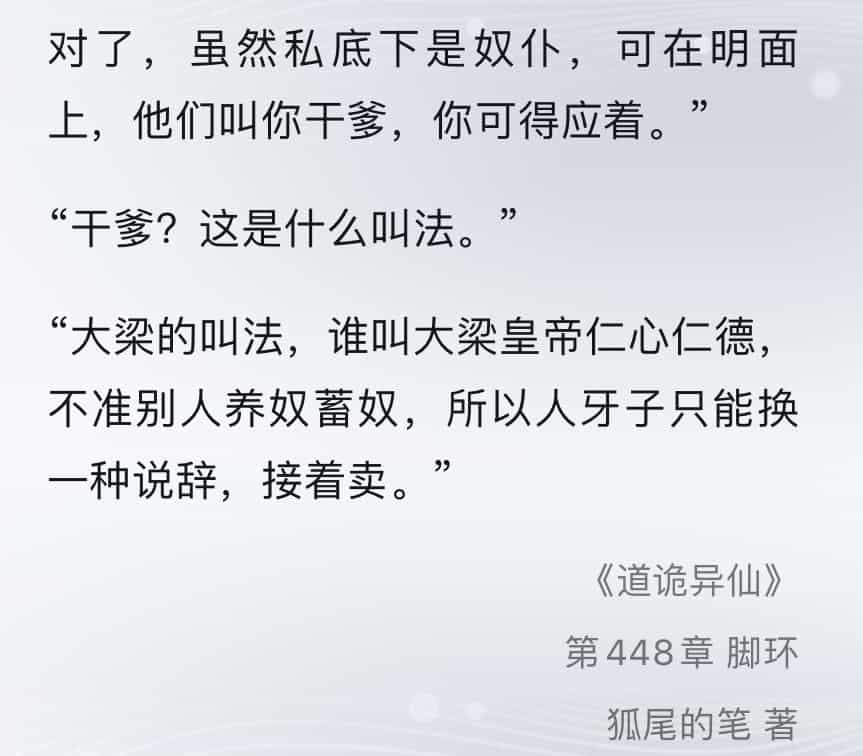 对了，虽然私底下是奴仆，可在明面
上，他们叫你干爹，你可得应着。”
“干爹？这是什么叫法。”
“大梁的叫法，谁叫大梁皇帝仁心仁德，
不准别人养奴蓄奴，所以人牙子只能换
一种说辞，接着卖。”
《道诡异仙》
第448章 脚环
狐尾的笔 著